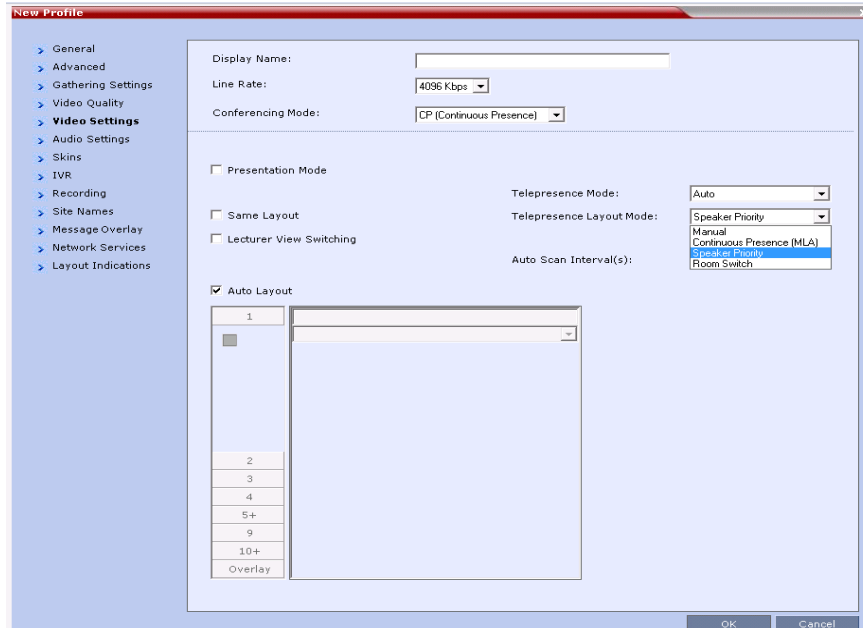 New Profile
General
Advanced
Gathering Settings
Video Quality
Video Settings
Audio Settings
Skins
IVR
Recording
Site Names
Message Overlay
Network Services
Layout Indications
Display Name:
Line Rate:
4096 Kbps
Conferencing Mode:
CP (Continuous Presence)
Presentation Mode
Telepresence Mode:
Auto
Same Layout
Telepresence Layout Mode:
Speaker Priority
Manual
Continuous Presence (MLA)
Speaker Priority
Room Switch
Lecturer View Switching
Auto Scan Interval(s):
Auto Layout
1
2
3
4
5+
9
10+
Overlay
OK
Cancel